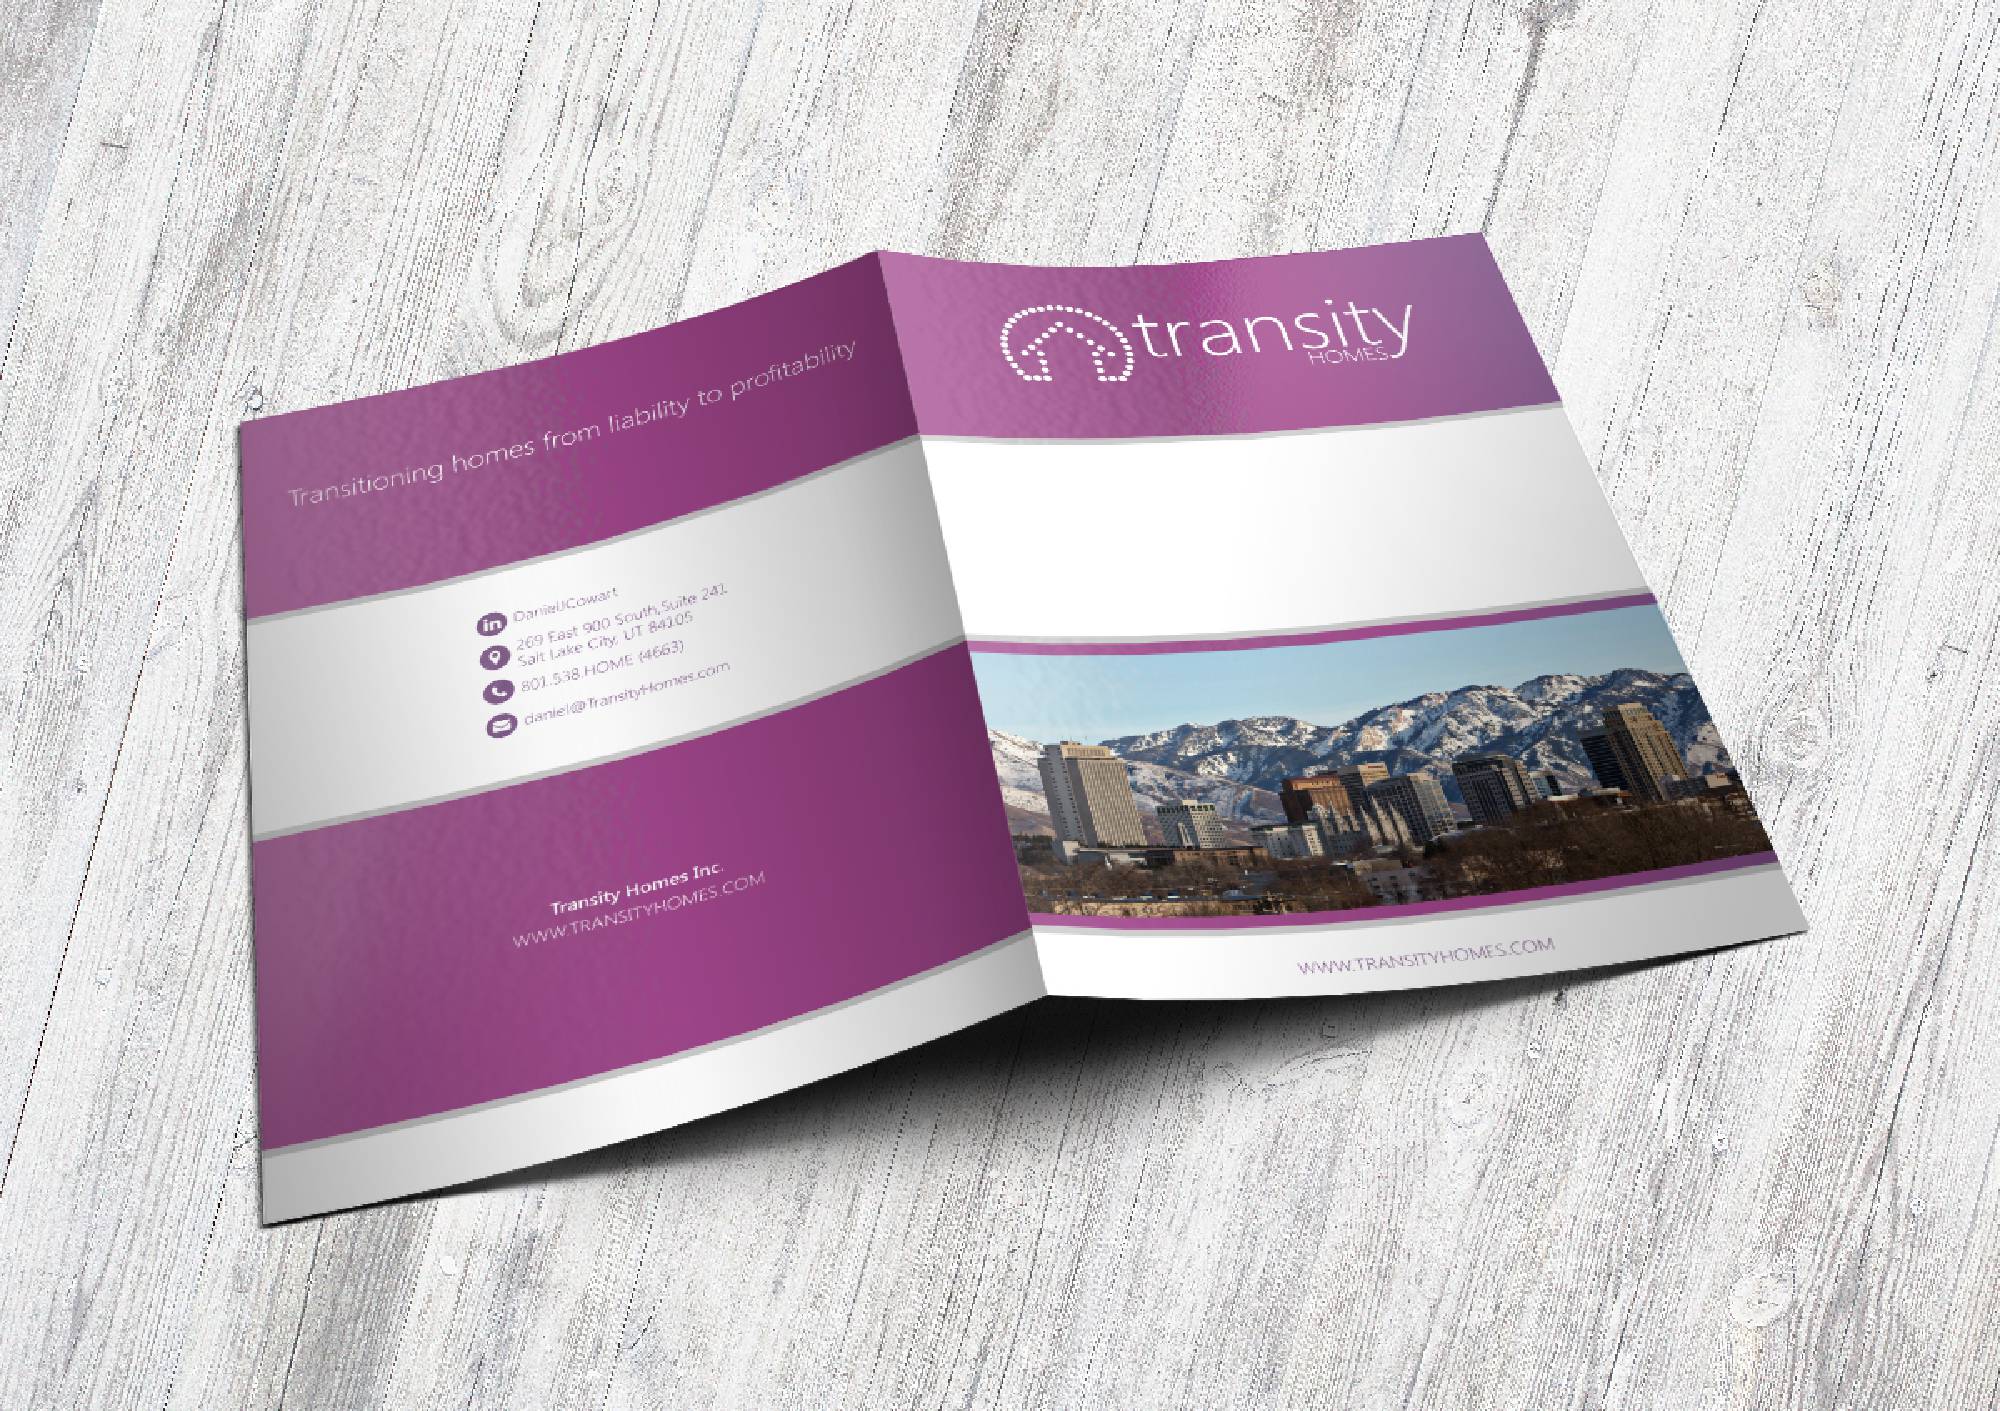 Transitioning homes from liability to profitability
DanielJCowart
269 East 900 South, Suite 241
Salt Lake City, UT 84105
801.538.HOME (4663)
daniel@TransityHomes.com
Transity Homes Inc.
WWW.TRANSITYHOMES.COM
transity
HOMES
WWW.TRANSITYHOMES.COM